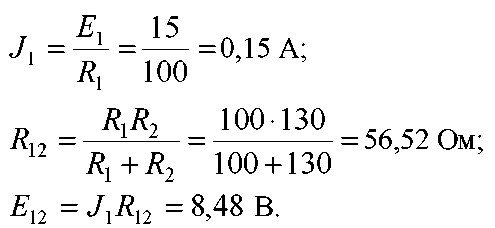 J₁ = E₁/R₁ = 15/100 = 0,15 А;
R₁₂ = R₁R₂/(R₁ + R₂) = 100 · 130/(100 + 130) = 56,52 Ом;
E₁₂ = J₁R₁₂ = 8,48 В.